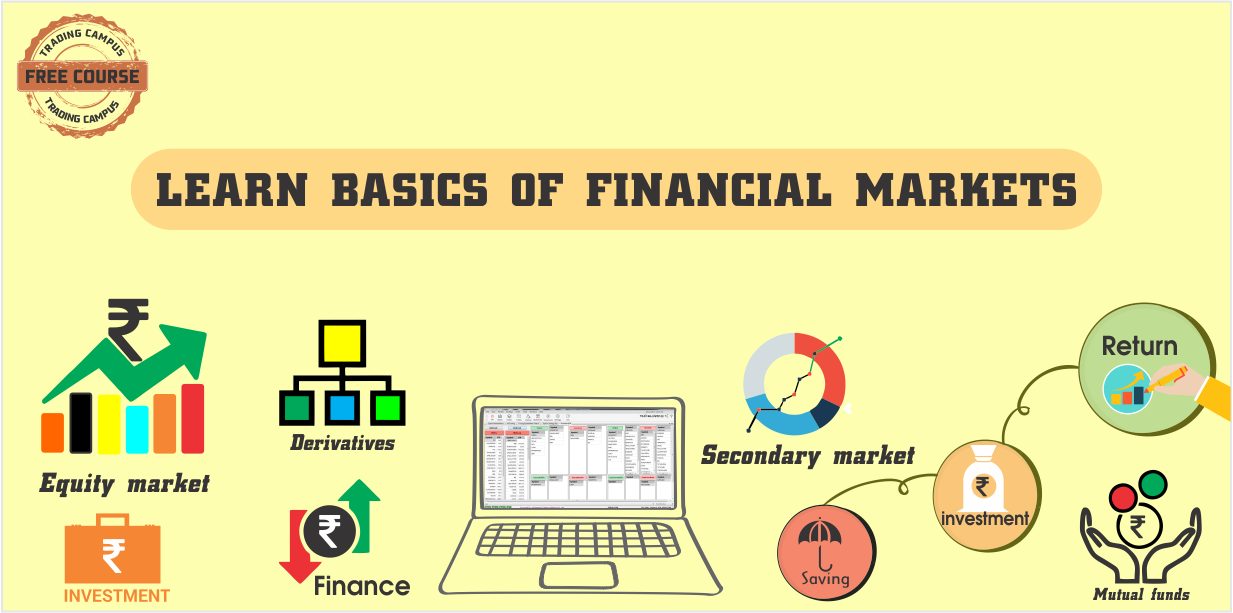 TRADING CAMPUS
FREE COURSE
TRADING CAMPUS
LEARN BASICS OF FINANCIAL MARKETS
₹
Equity market
Derivatives
Secondary market
Return
₹
INVESTMENT
₹
Finance
Saving
₹
investment
₹
Mutual funds